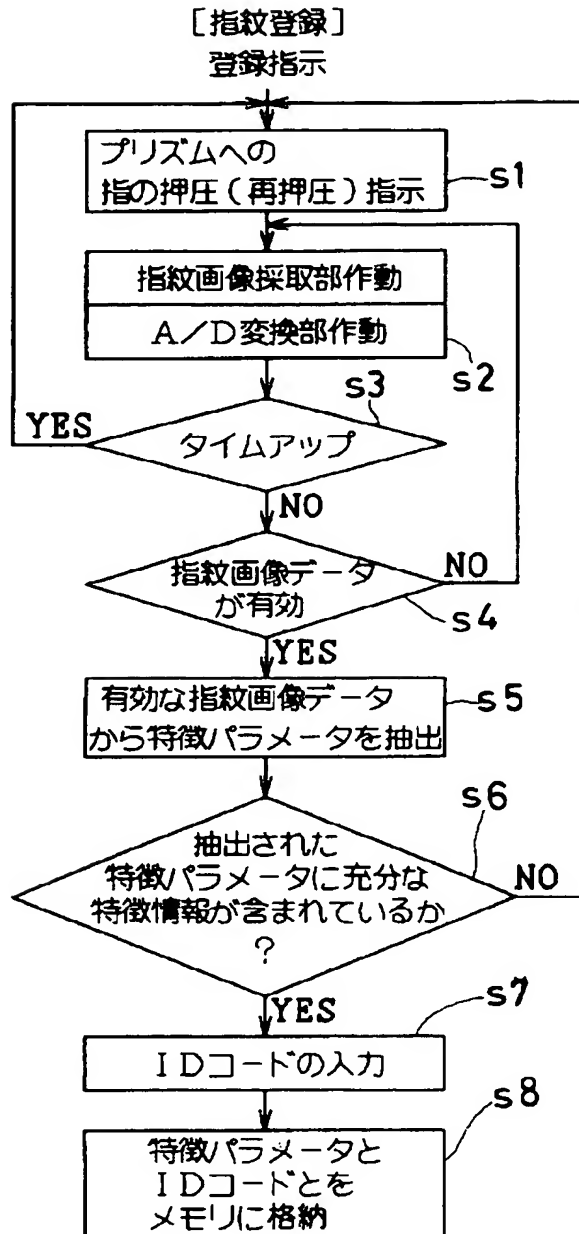 [指紋登録]
登録指示
プリズムへの
指の押圧(再押圧)指示
s1
指紋画像採取部作動
A/D変換部作動
s2
s3
YES
タイムアップ
NO
指紋画像データ
が有効
NO
s4
YES
有効な指紋画像データ
から特徴パラメータを抽出
s5
s6
抽出された
特徴パラメータに充分な
特徴情報が含まれているか
?
NO
YES
s7
IDコードの入力
s8
特徴パラメータと
IDコードとを
メモリに格納